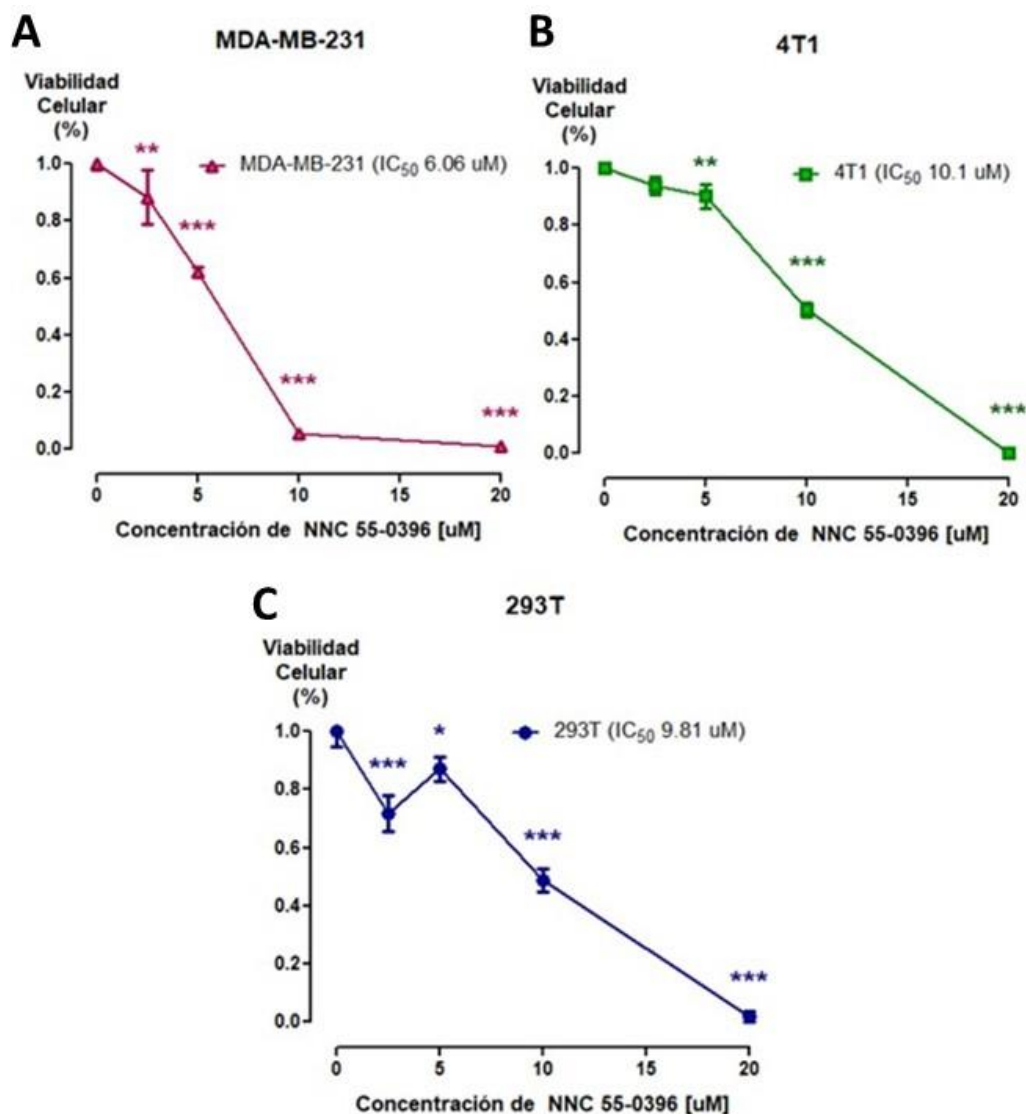 A
MDA-MB-231
Viabilidad
Celular
(%)
**
MDA-MB-231 (IC50 6.06 uM)
1.0
0.8
***
0.6
0.4
***
0.2
***
0.0
0 5 10 15 20
Concentración de NNC 55-0396 [uM]
B
4T1
Viabilidad
Celular
(%)
**
4T1 (IC50 10.1 uM)
1.0
0.8
***
0.6
0.4
0.2
***
0.0
0 5 10 15 20
Concentración de NNC 55-0396 [uM]
C
293T
Viabilidad
Celular
(%)
*
293T (IC50 9.81 uM)
1.0
***
0.8
***
0.6
0.4
0.2
***
0.0
0 5 10 15 20
Concentración de NNC 55-0396 [uM]